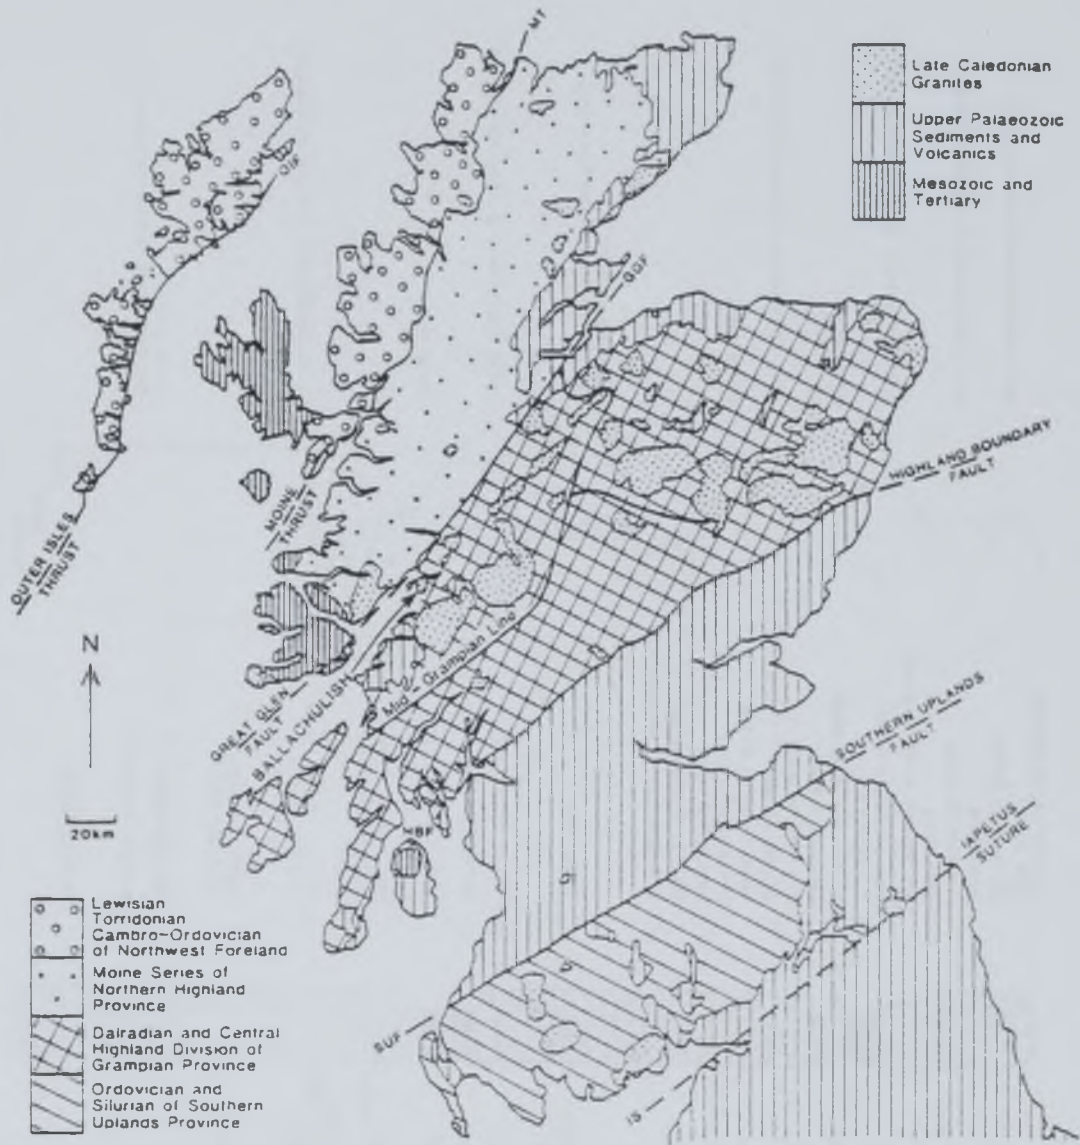 MT
Late Caledonian
Granites
Upper Palaeozoic
Sediments and
Volcanics
Mesozoic and
Tertiary
OIF
GGF
HIGHLAND BOUNDARY
FAULT
MOINE
THRUST
OUTER ISLES
THRUST
N
Mid-Grampian Line
GREAT GLEN
FAULT
BALLACHULISH
SOUTHERN UPLANDS
FAULT
20km
HBF
IAPETUS
SUTURE
Lewisian
Torridonian
Cambro-Ordovician
of Northwest Foreland
Moine Series of
Northern Highland
Province
Dalradian and Central
Highland Division of
Grampian Province
Ordovician and
Silurian of Southern
Uplands Province
SUF
IS